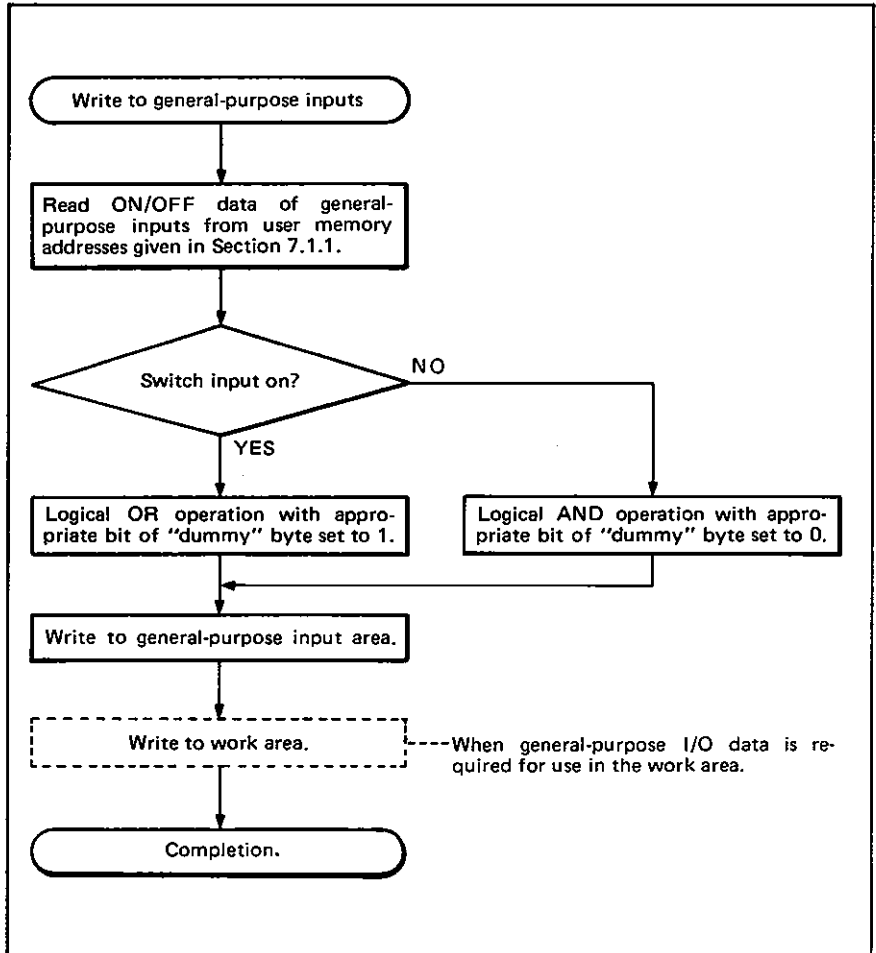 Write to general-purpose inputs
Read ON/OFF data of general-
purpose inputs from user memory
addresses given in Section 7.1.1.
Switch input on?
NO
YES
Logical OR operation with appro-
priate bit of “dummy” byte set to 1.
Logical AND operation with appro-
priate bit of “dummy” byte set to 0.
Write to general-purpose input area.
Write to work area.
When general-purpose I/O data is re-
quired for use in the work area.
Completion.